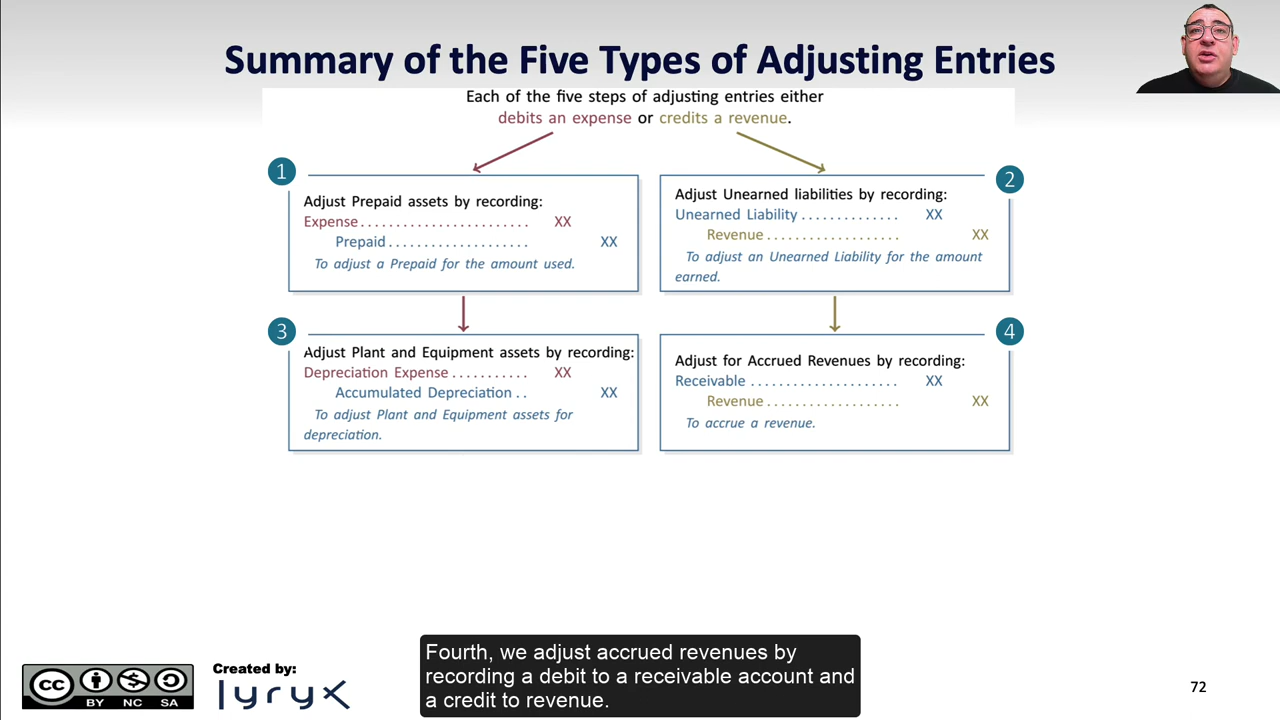 Summary of the Five Types of Adjusting Entries
Each of the five steps of adjusting entries either
debits an expense or credits a revenue.
1
Adjust Prepaid assets by recording:
Expense........................ XX
Prepaid.................... XX
To adjust a Prepaid for the amount used.
2
Adjust Unearned liabilities by recording:
Unearned Liability .............. XX
Revenue................... XX
To adjust an Unearned Liability for the amount
earned.
3
Adjust Plant and Equipment assets by recording:
Depreciation Expense ........... XX
Accumulated Depreciation .. XX
To adjust Plant and Equipment assets for
depreciation.
4
Adjust for Accrued Revenues by recording:
Receivable ..................... XX
Revenue................... XX
To accrue a revenue.
Fourth, we adjust accrued revenues by
recording a debit to a receivable account and
a credit to revenue.
cc
BY NC SA
Created by:
lyryx
72